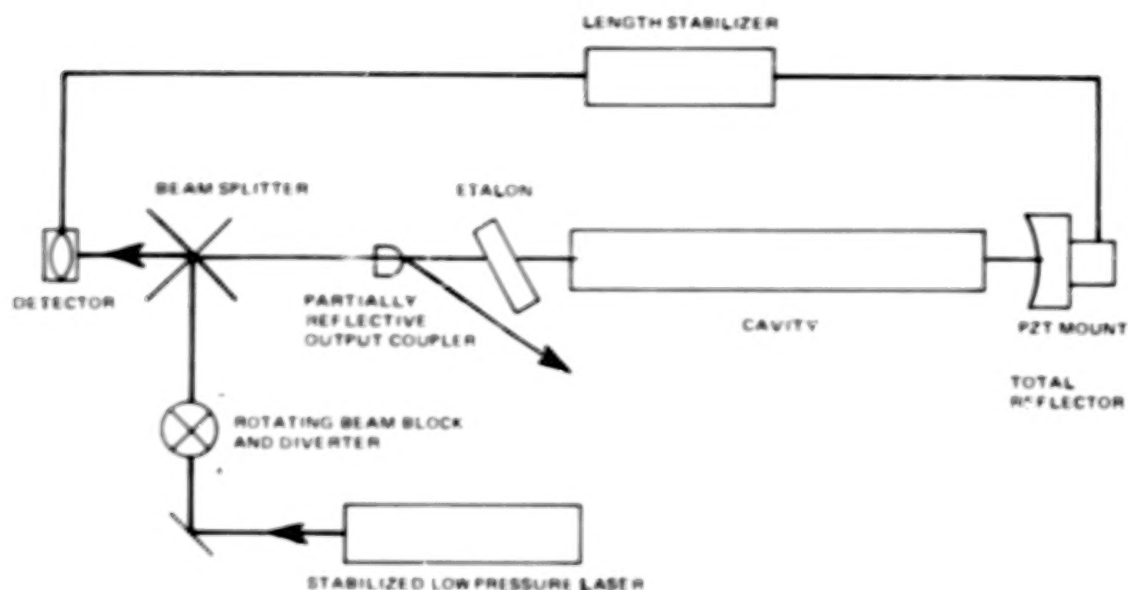 LENGTH STABILIZER
BEAM SPLITTER
ETALON
DETECTOR
PARTIALLY
REFLECTIVE
OUTPUT COUPLER
CAVITY
PZT MOUNT
TOTAL
REFLECTOR
ROTATING BEAM BLOCK
AND DIVERTER
STABILIZED LOW PRESSURE LASER